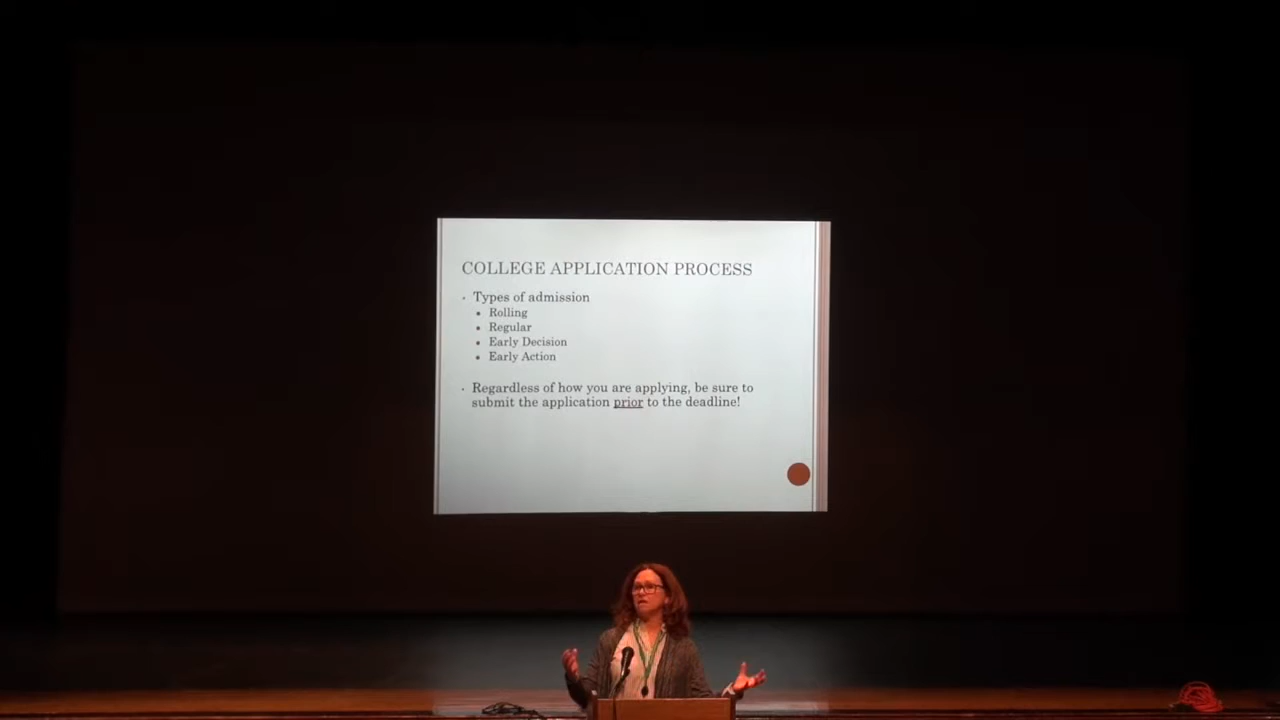 COLLEGE APPLICATION PROCESS
Types of admission
Rolling
Regular
Early Decision
Early Action
Regardless of how you are applying, be sure to
submit the application prior to the deadline!